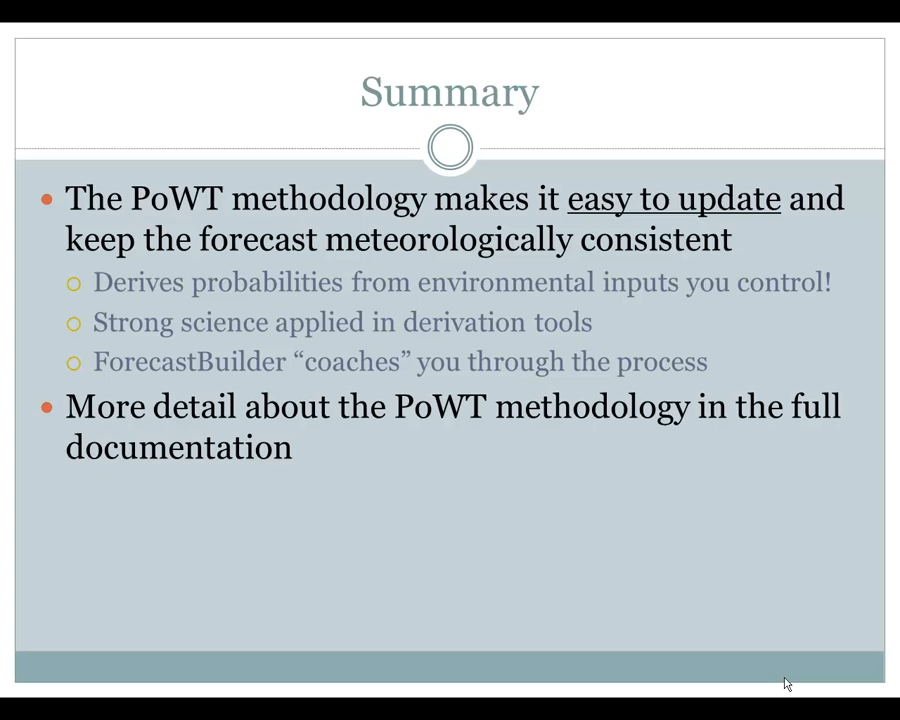 Summary
The PoWT methodology makes it easy to update and
keep the forecast meteorologically consistent
Derives probabilities from environmental inputs you control!
Strong science applied in derivation tools
ForecastBuilder “coaches” you through the process
More detail about the PoWT methodology in the full
documentation